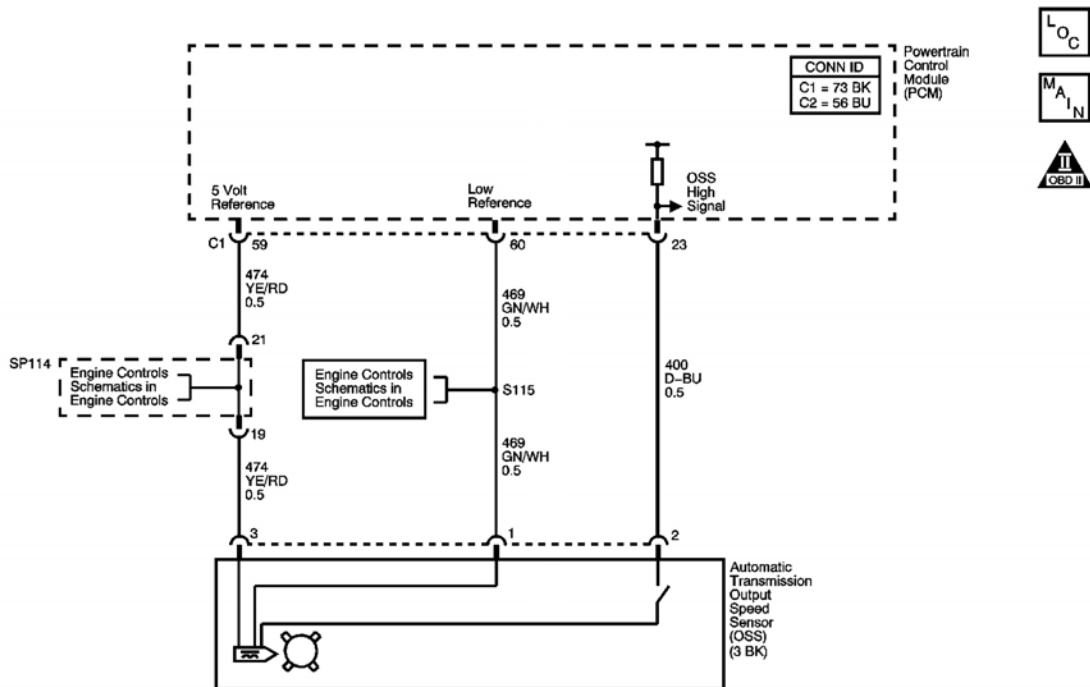 L O C
Powertrain
Control
Module
(PCM)
CONN ID
C1 = 73 BK
C2 = 56 BU
M A I N
II
OBD II
5 Volt
Reference
Low
Reference
OSS
High
Signal
C1 59
60
23
474
YE/RD
0.5
469
GN/WH
0.5
21
SP114
Engine Controls
Schematics in
Engine Controls
Engine Controls
Schematics in
Engine Controls
S115
400
D-BU
0.5
19
474
YE/RD
0.5
469
GN/WH
0.5
3
1
2
Automatic
Transmission
Output
Speed
Sensor
(OSS)
(3 BK)